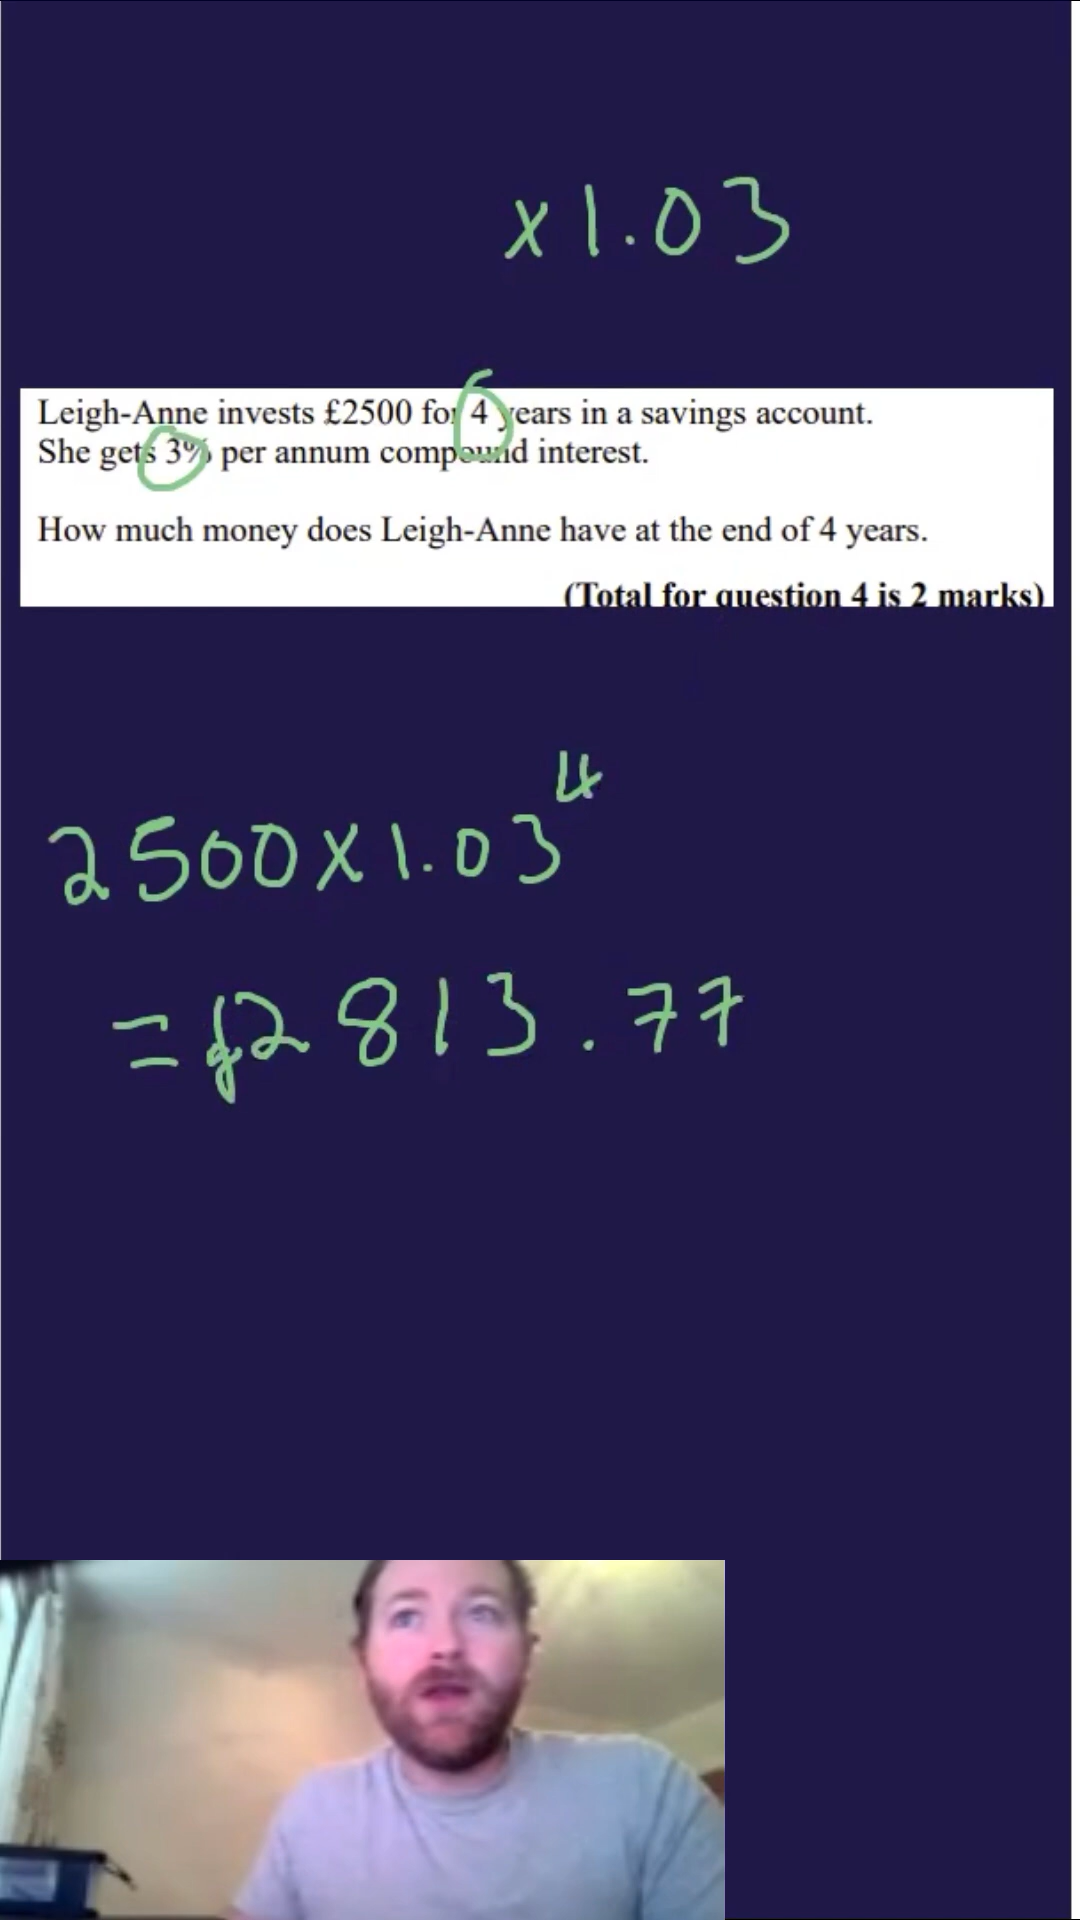 x1.03
Leigh-Anne invests £2500 for 4 years in a savings account.
She gets 3% per annum compound interest.
How much money does Leigh-Anne have at the end of 4 years.
(Total for question 4 is 2 marks)
2500x1.03⁴
=£2813.77